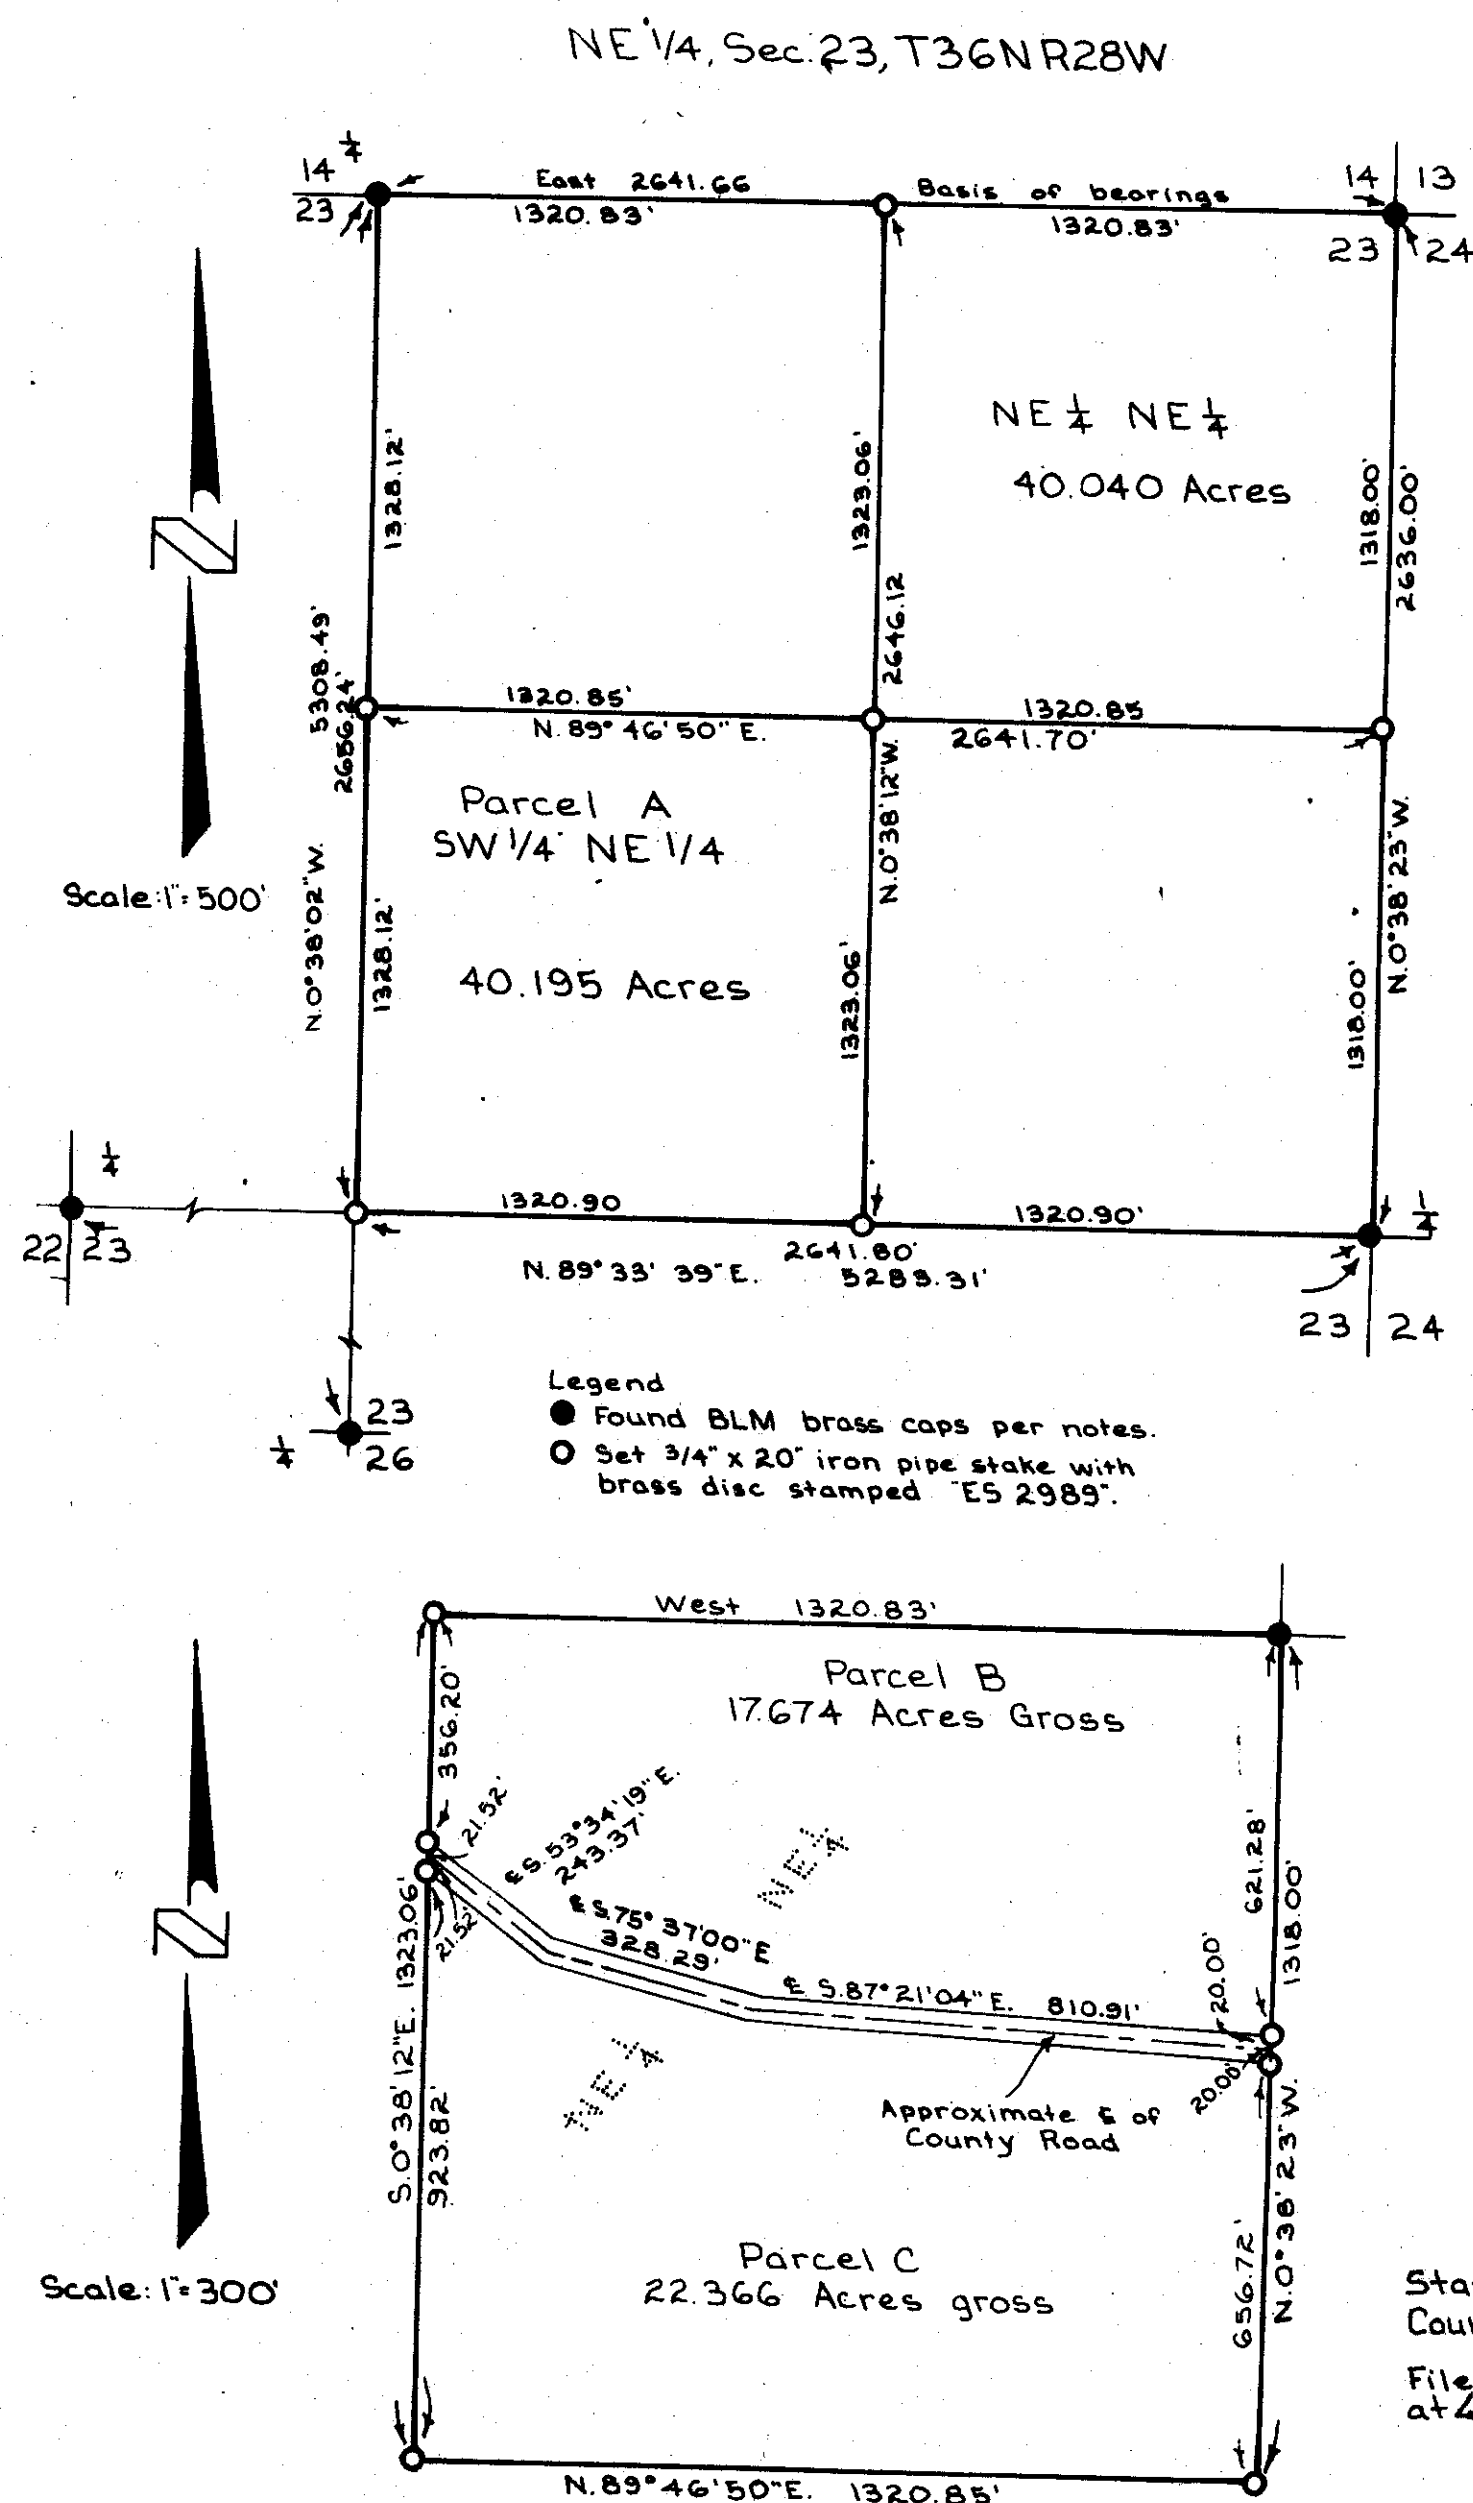 NE 1/4, Sec. 23, T36N R28W
1/4
14
23
East 2641.66
Basis of bearings
1320.83'
1320.83'
14 13
23 24
NE 1/4 NE 1/4
40.040 Acres
1328.12'
1323.06'
1318.00'
2636.00'
2646.12
5308.49'
2656.24'
1320.85'
N. 89° 46' 50" E.
1320.85
2641.70'
Parcel A
SW 1/4 NE 1/4
40.195 Acres
Scale: 1" = 500'
N. 0° 38' 02" W.
1328.12'
N. 0° 38' 12" W.
1323.06'
N. 0° 38' 23" W.
1318.00'
1/4
22 23
1320.90
1320.90'
1/4
2641.80'
N. 89° 33' 39" E. 5283.31'
23 24
1/4
23
26
Legend
Found BLM brass caps per notes.
Set 3/4" x 20" iron pipe stake with
brass disc stamped "ES 2989".
West 1320.83'
Parcel B
17.674 Acres Gross
356.20'
21.52'
℄ S. 53° 34' 19" E.
243.37'
NE 1/4
℄ S. 75° 37' 00" E
328.29'
℄ S. 87° 21' 04" E. 810.91'
621.28'
1318.00'
20.00'
20.00'
21.52'
S. 0° 38' 12" E. 1323.06'
923.82'
NE 1/4
Approximate ℄ of
County Road
Parcel C
22.366 Acres gross
656.72'
N. 0° 38' 23" W.
Scale: 1" = 300'
N. 89° 46' 50" E. 1320.85'
Sta
Cou
File
at